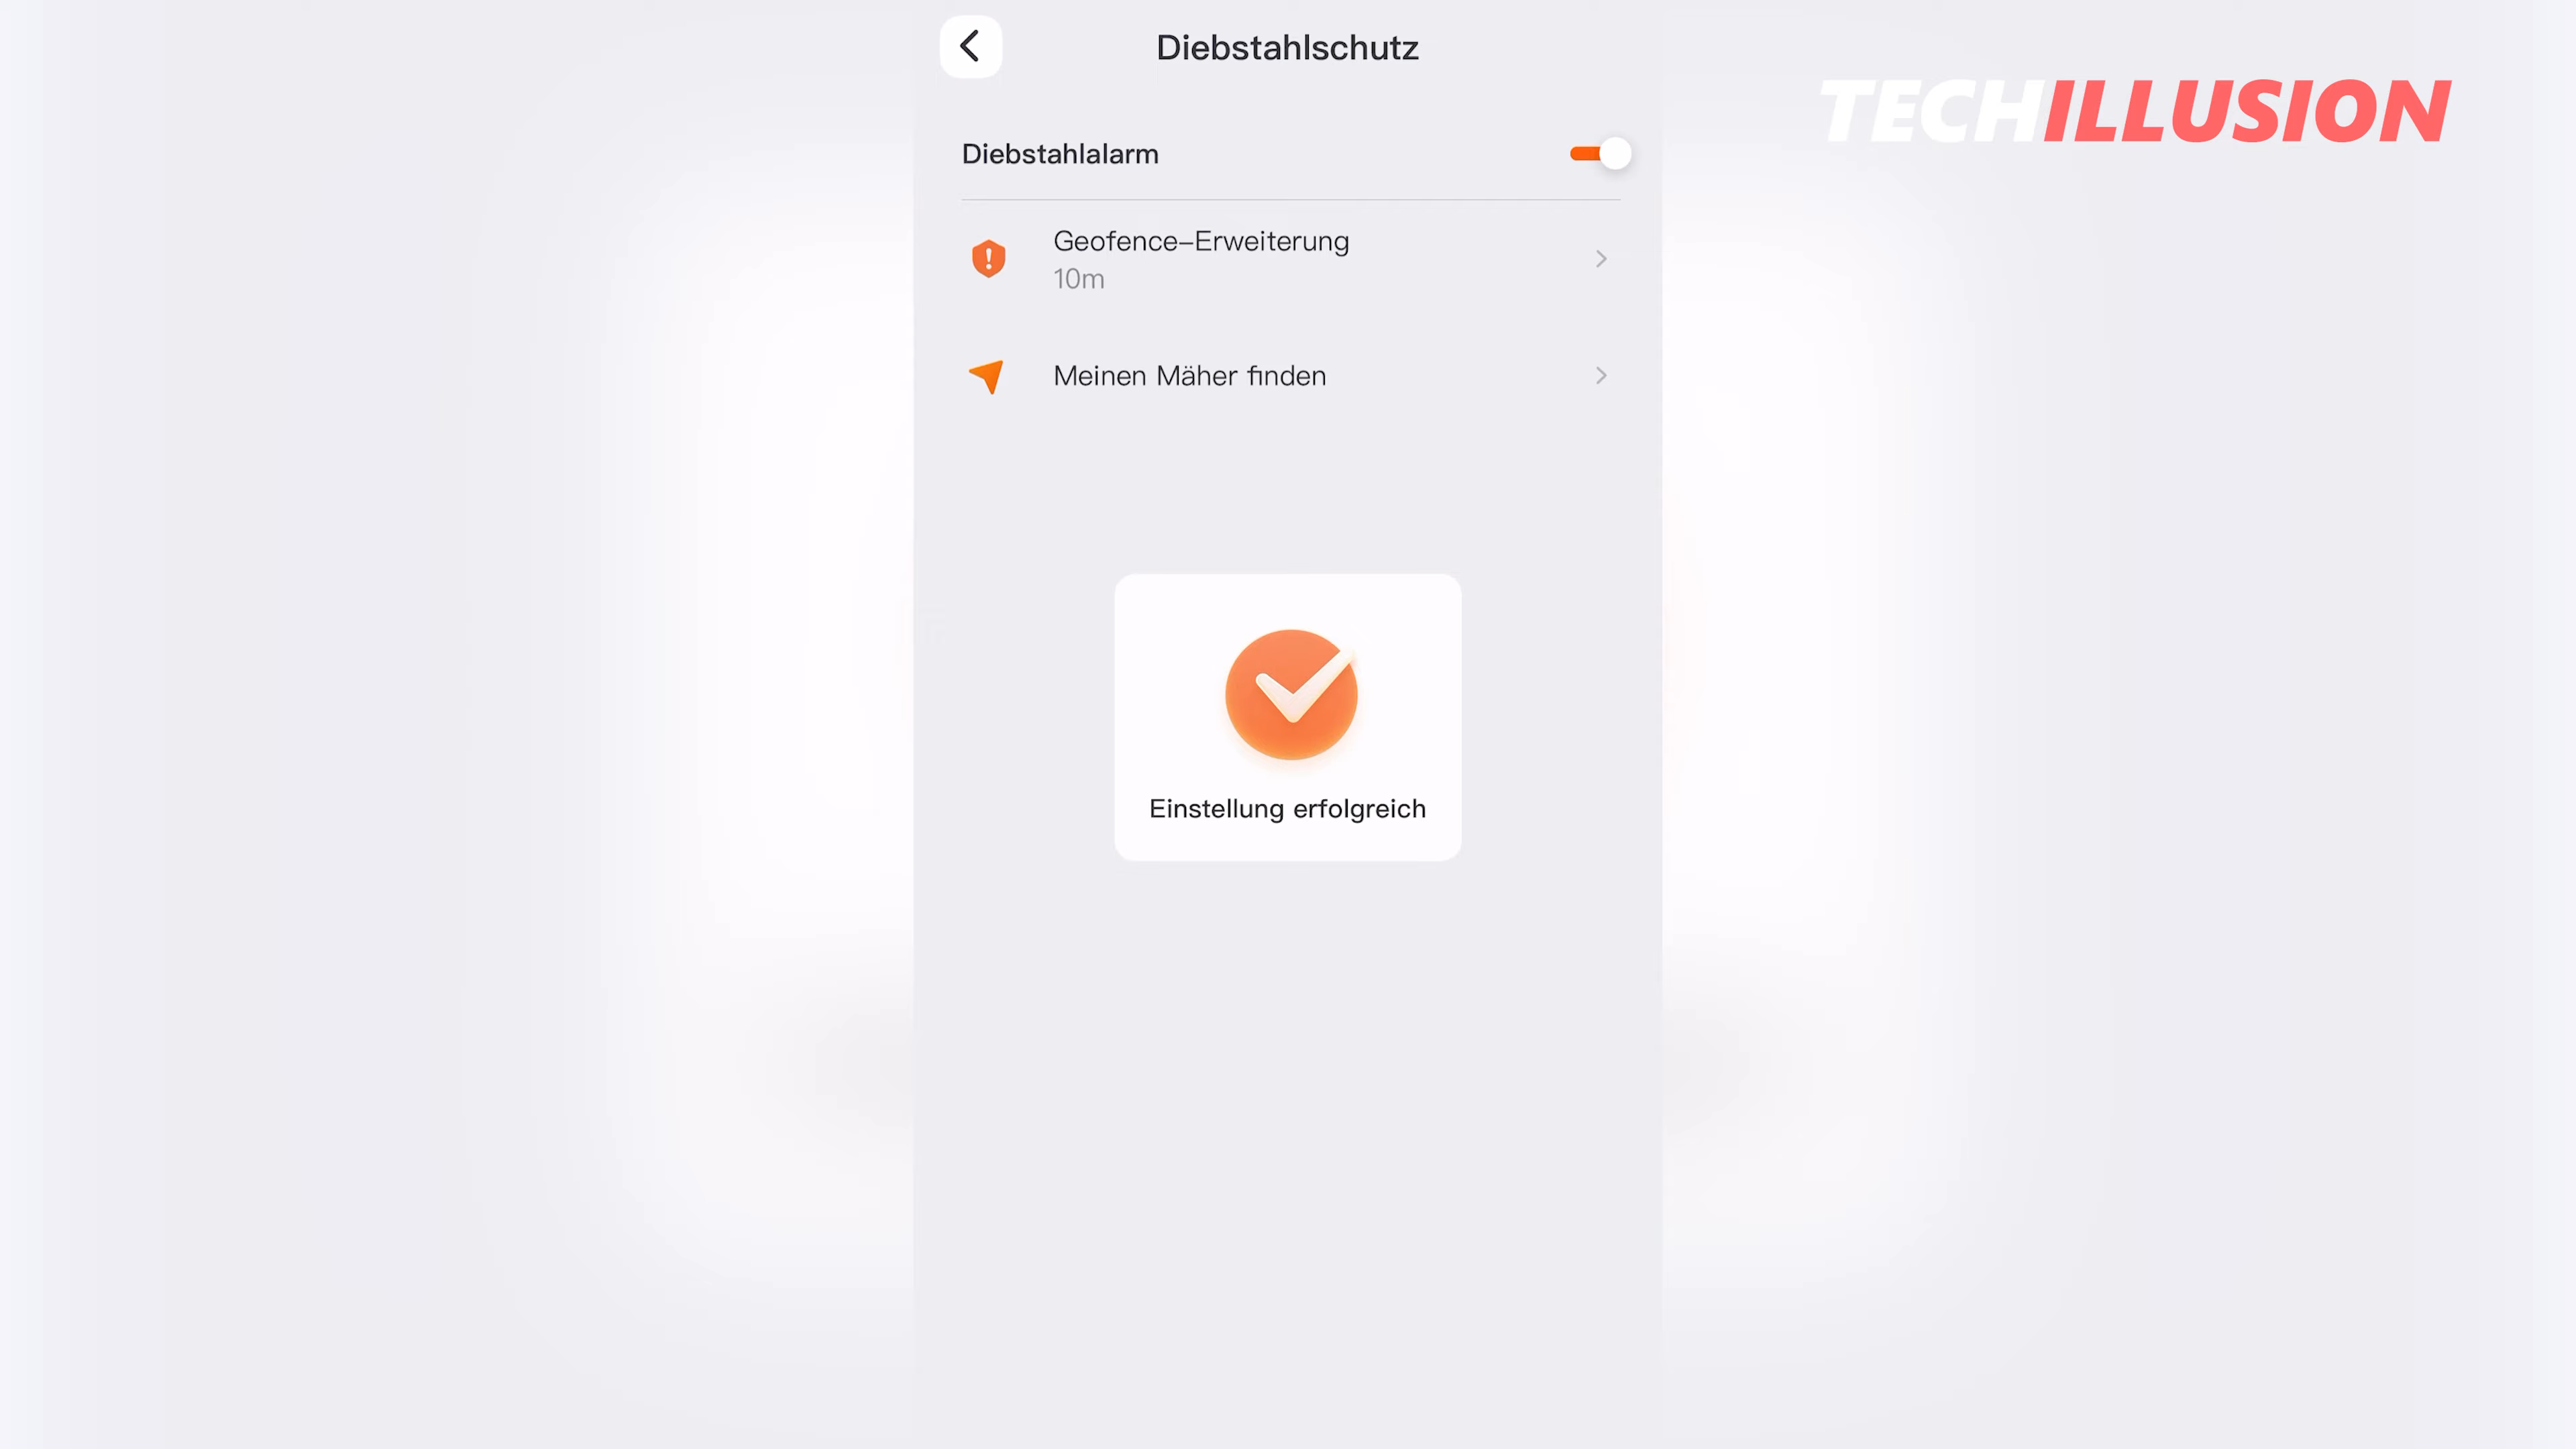 Diebstahlschutz
TECHILLUSION
Diebstahlalarm
Geofence-Erweiterung
10m
Meinen Mäher finden
Einstellung erfolgreich